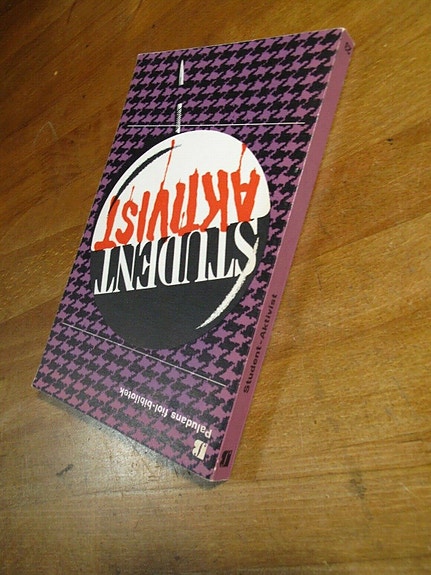 Paludans fiol-bibliotek
STUDENT
AKTIVIST
Student-Aktivist